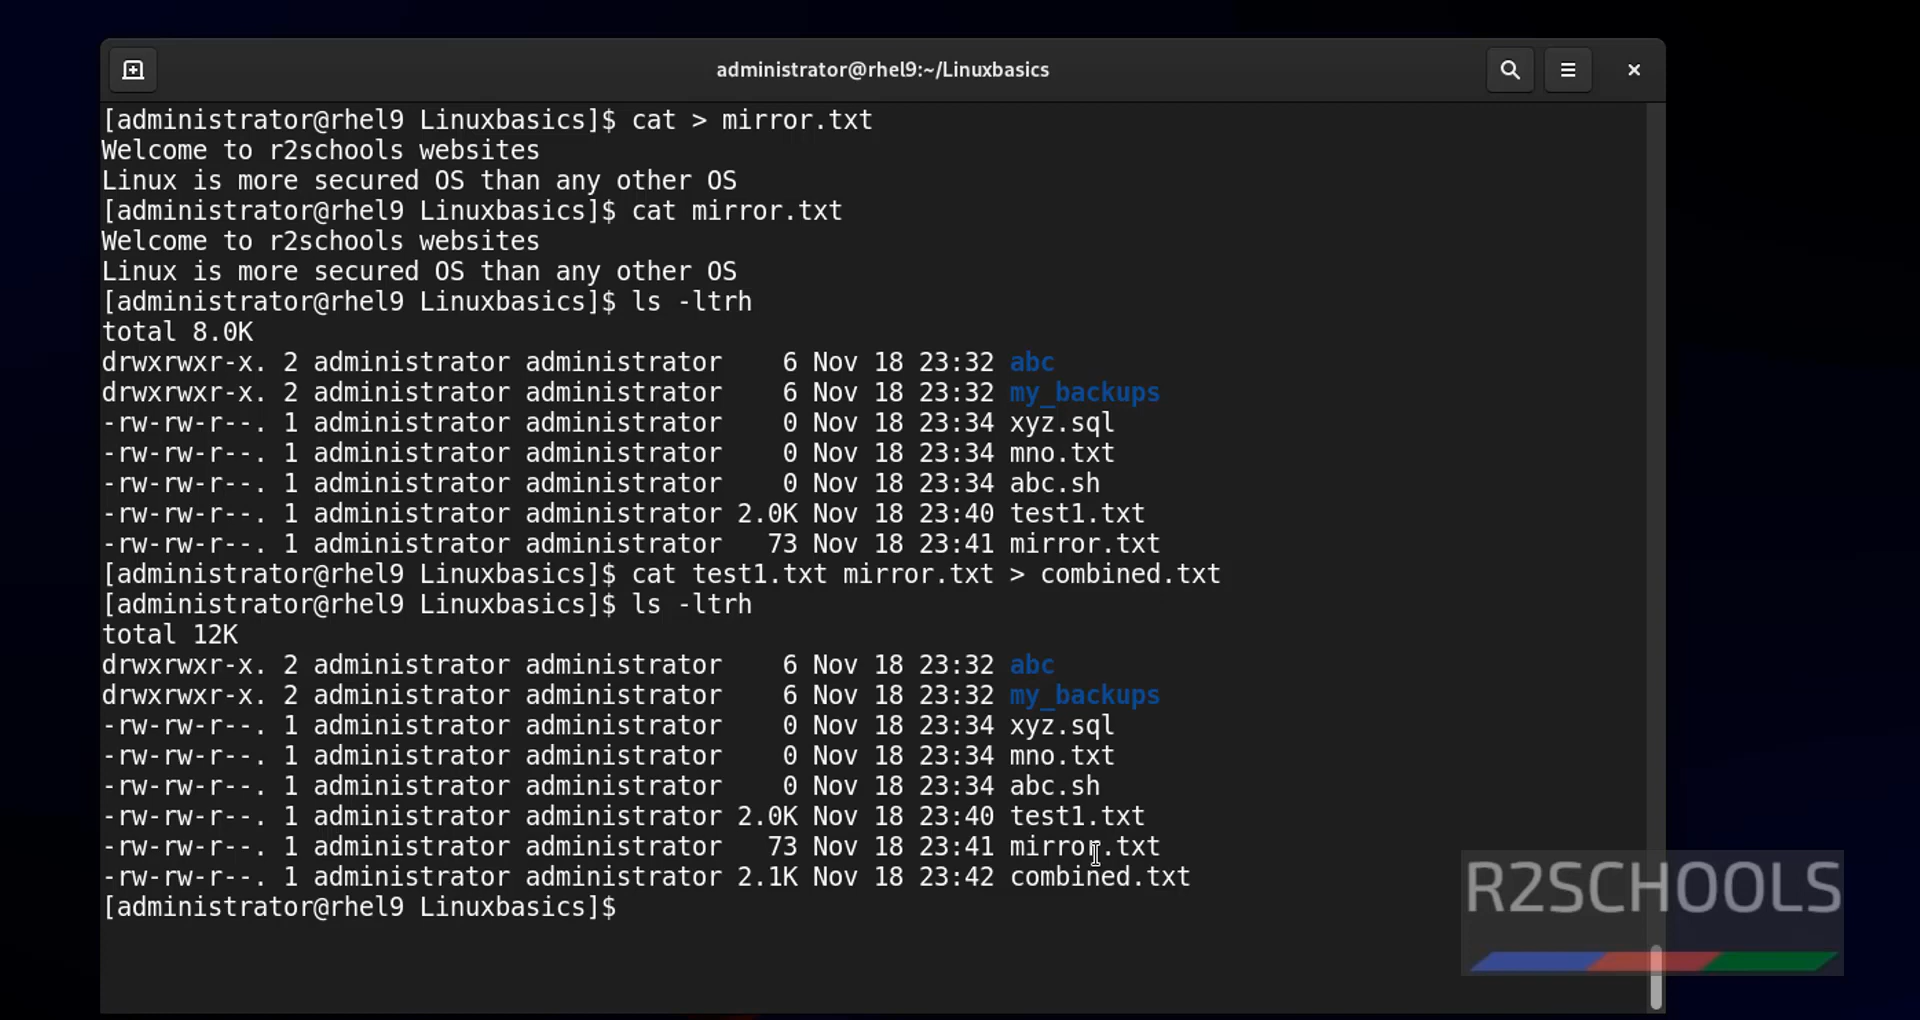 administrator@rhel9:~/Linuxbasics
[administrator@rhel9 Linuxbasics]$ cat > mirror.txt
Welcome to r2schools websites
Linux is more secured OS than any other OS
[administrator@rhel9 Linuxbasics]$ cat mirror.txt
Welcome to r2schools websites
Linux is more secured OS than any other OS
[administrator@rhel9 Linuxbasics]$ ls -ltrh
total 8.0K
drwxrwxr-x. 2 administrator administrator    6 Nov 18 23:32 abc
drwxrwxr-x. 2 administrator administrator    6 Nov 18 23:32 my_backups
-rw-rw-r--. 1 administrator administrator    0 Nov 18 23:34 xyz.sql
-rw-rw-r--. 1 administrator administrator    0 Nov 18 23:34 mno.txt
-rw-rw-r--. 1 administrator administrator    0 Nov 18 23:34 abc.sh
-rw-rw-r--. 1 administrator administrator 2.0K Nov 18 23:40 test1.txt
-rw-rw-r--. 1 administrator administrator   73 Nov 18 23:41 mirror.txt
[administrator@rhel9 Linuxbasics]$ cat test1.txt mirror.txt > combined.txt
[administrator@rhel9 Linuxbasics]$ ls -ltrh
total 12K
drwxrwxr-x. 2 administrator administrator    6 Nov 18 23:32 abc
drwxrwxr-x. 2 administrator administrator    6 Nov 18 23:32 my_backups
-rw-rw-r--. 1 administrator administrator    0 Nov 18 23:34 xyz.sql
-rw-rw-r--. 1 administrator administrator    0 Nov 18 23:34 mno.txt
-rw-rw-r--. 1 administrator administrator    0 Nov 18 23:34 abc.sh
-rw-rw-r--. 1 administrator administrator 2.0K Nov 18 23:40 test1.txt
-rw-rw-r--. 1 administrator administrator   73 Nov 18 23:41 mirror.txt
-rw-rw-r--. 1 administrator administrator 2.1K Nov 18 23:42 combined.txt
[administrator@rhel9 Linuxbasics]$
R2SCHOOLS